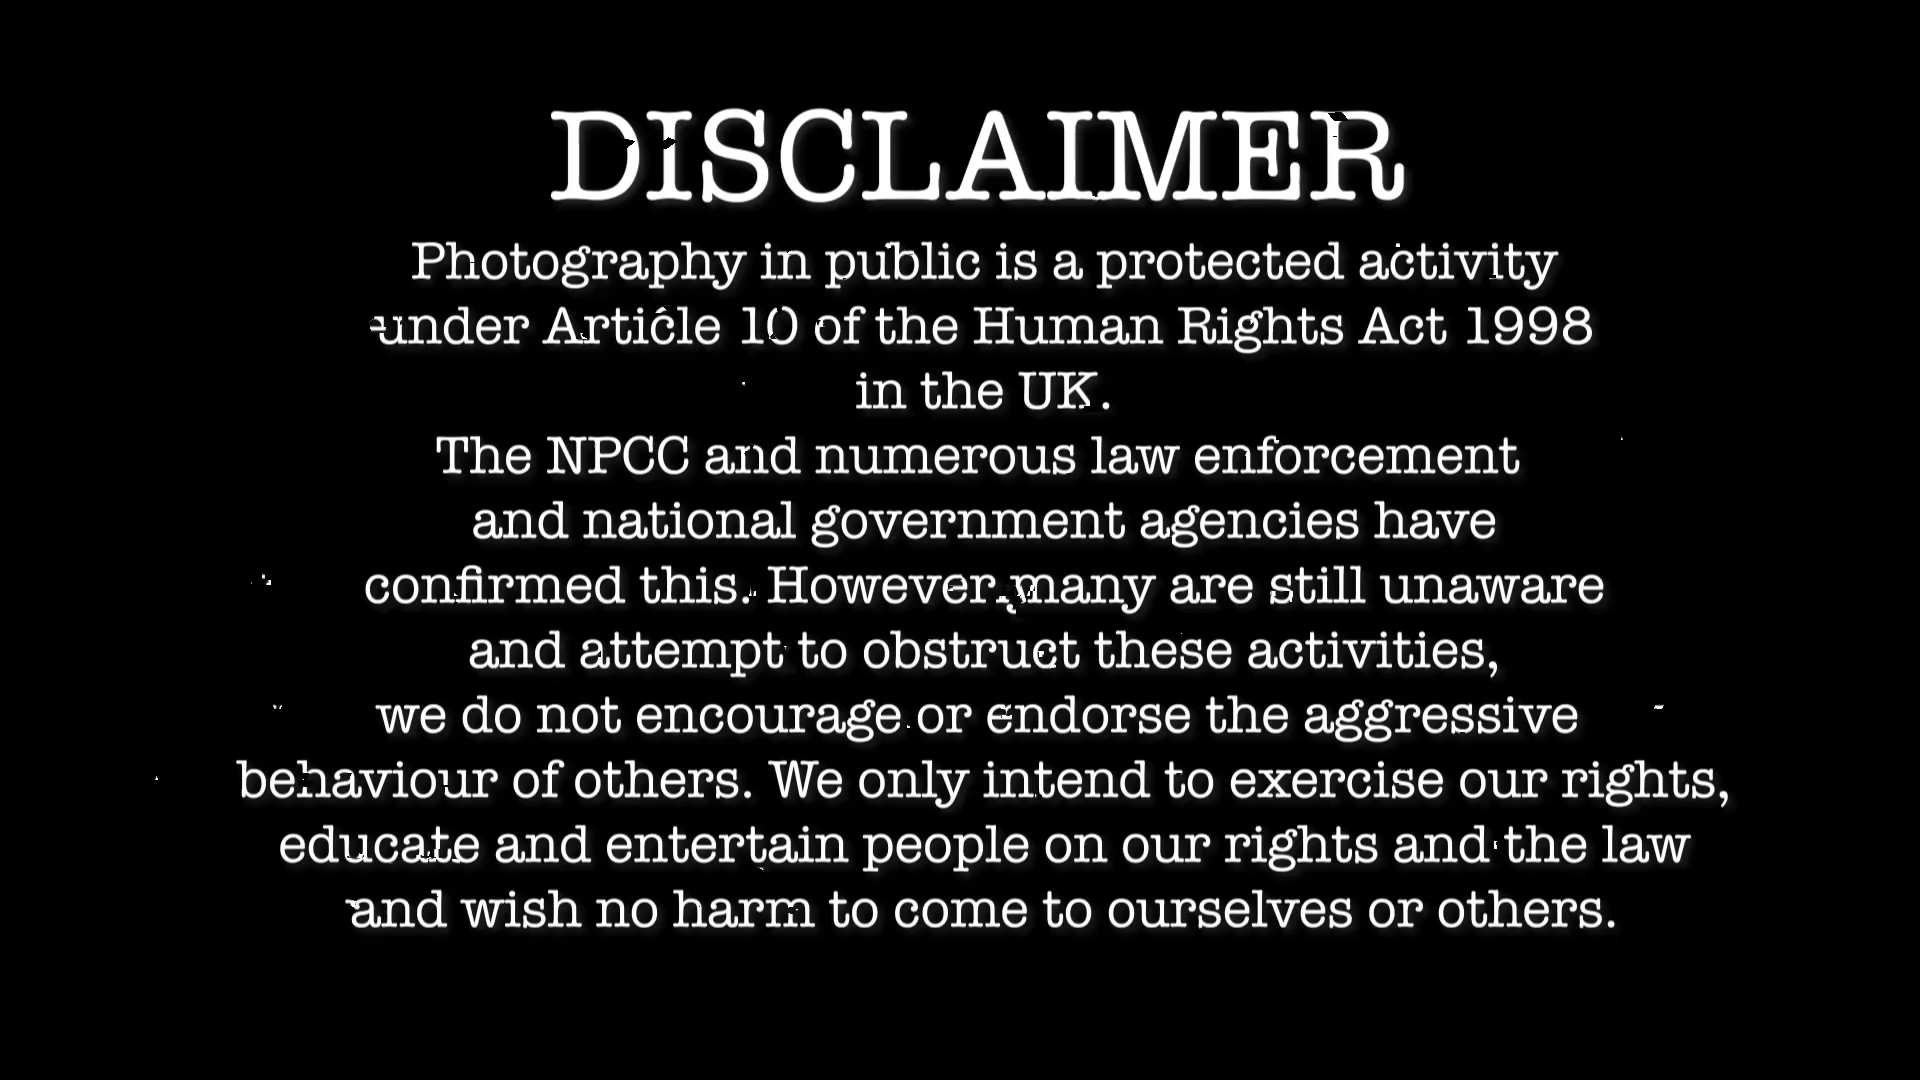 DISCLAIMER
Photography in public is a protected activity
under Article 10 of the Human Rights Act 1998
in the UK.
The NPCC and numerous law enforcement
and national government agencies have
confirmed this. However many are still unaware
and attempt to obstruct these activities,
we do not encourage or endorse the aggressive
behaviour of others. We only intend to exercise our rights,
educate and entertain people on our rights and the law
and wish no harm to come to ourselves or others.